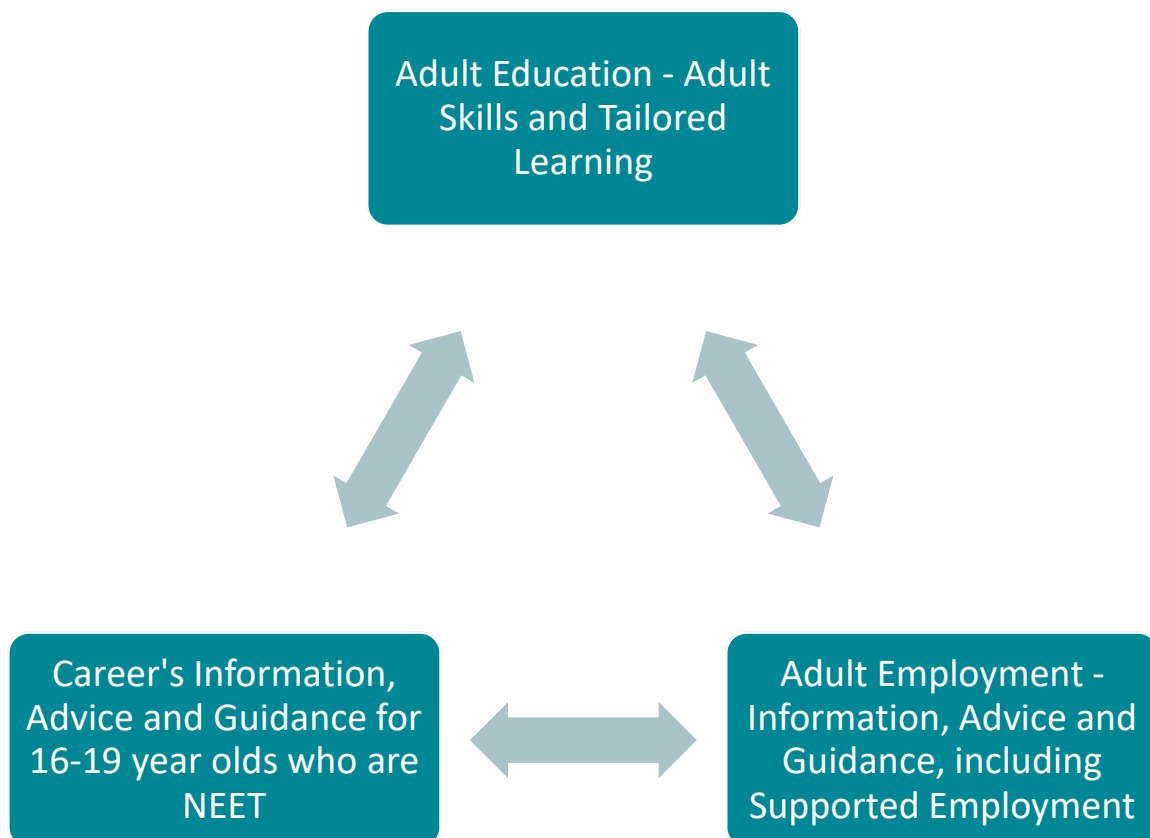 Adult Education - Adult
Skills and Tailored
Learning
Career's Information,
Advice and Guidance for
16-19 year olds who are
NEET
Adult Employment -
Information, Advice and
Guidance, including
Supported Employment